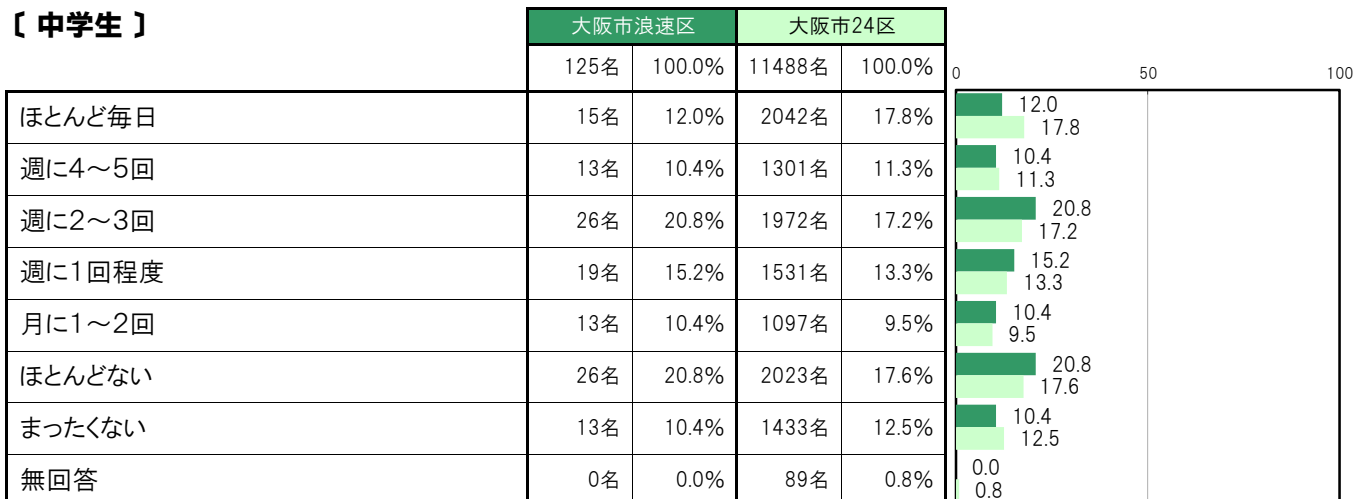 〔 中学生 〕
大阪市浪速区 大阪市24区
125名 100.0% 11488名 100.0%
0 50 100
ほとんど毎日 15名 12.0% 2042名 17.8%
12.0
17.8
週に4～5回 13名 10.4% 1301名 11.3%
10.4
11.3
週に2～3回 26名 20.8% 1972名 17.2%
20.8
17.2
週に1回程度 19名 15.2% 1531名 13.3%
15.2
13.3
月に1～2回 13名 10.4% 1097名 9.5%
10.4
9.5
ほとんどない 26名 20.8% 2023名 17.6%
20.8
17.6
まったくない 13名 10.4% 1433名 12.5%
10.4
12.5
無回答 0名 0.0% 89名 0.8%
0.0
0.8